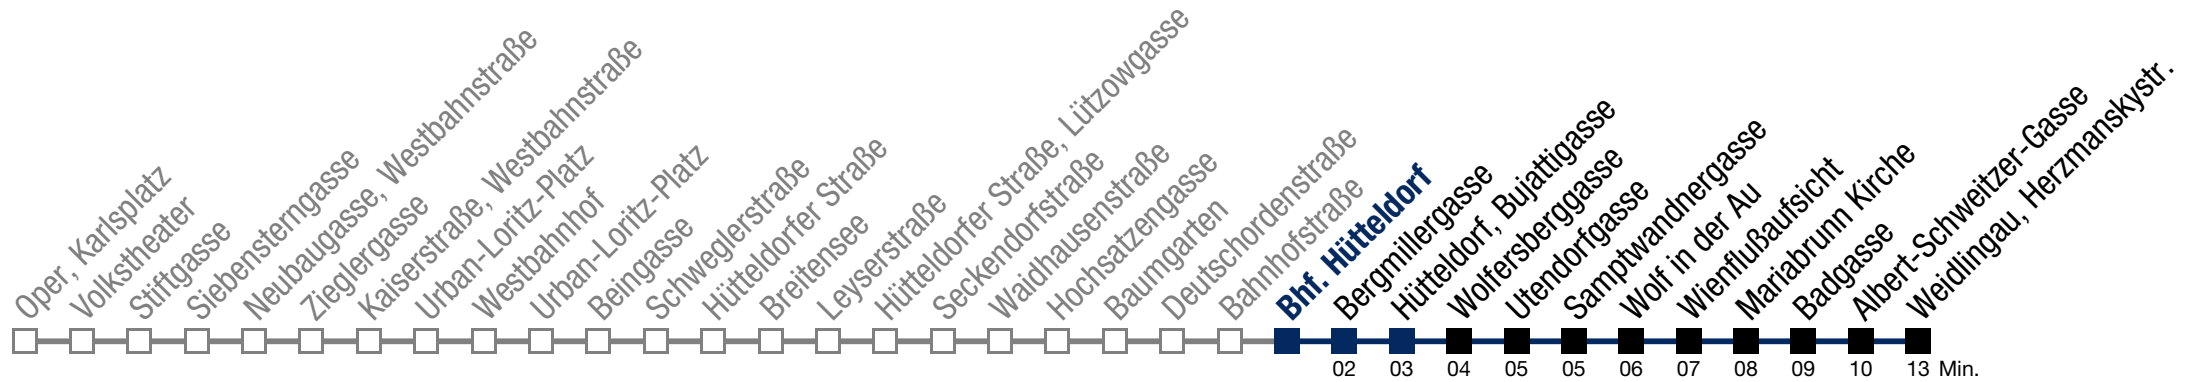 Oper, Karlsplatz
Volkstheater
Stiftgasse
Siebensterngasse
Neubaugasse, Westbahnstraße
Zieglergasse
Kaiserstraße, Westbahnstraße
Urban-Loritz-Platz
Westbahnhof
Urban-Loritz-Platz
Beingasse
Schweglerstraße
Hütteldorfer Straße
Breitensee
Leyserstraße
Hütteldorfer Straße, Lützowgasse
Seckendorfstraße
Waidhausenstraße
Hochsatzengasse
Baumgarten
Deutschordenstraße
Bahnhofstraße
Bhf. Hütteldorf
Bergmillergasse
Hütteldorf, Bujattigasse
Wolfersberggasse
Utendorfgasse
Samptwandnergasse
Wolf in der Au
Wienflußaufsicht
Mariabrunn Kirche
Badgasse
Albert-Schweitzer-Gasse
Weidlingau, Herzmanskystr.
02 03 04 05 05 06 07 08 09 10 13 Min.